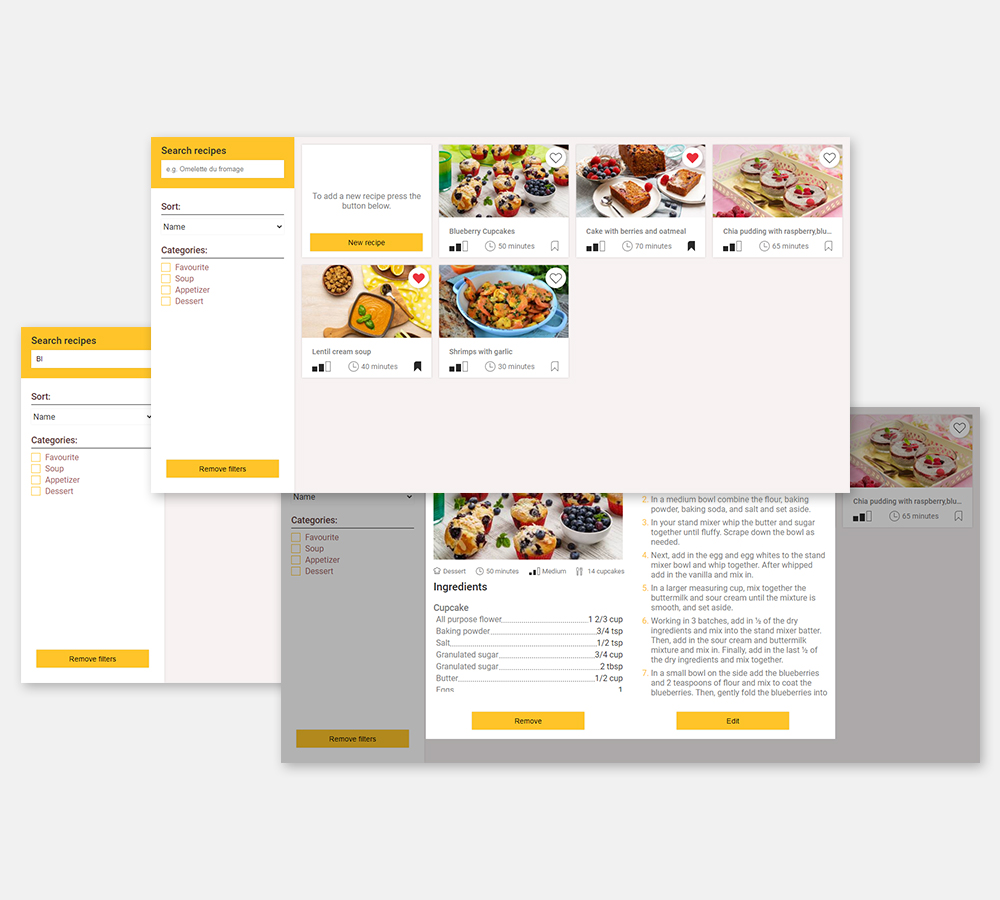 Search recipes
e.g. Omelette du fromage
Sort:
Name
Categories:
Favourite
Soup
Appetizer
Dessert
Remove filters
To add a new recipe press the
button below.
New recipe
Blueberry Cupcakes
50 minutes
Cake with berries and oatmeal
70 minutes
Chia pudding with raspberry,blu...
65 minutes
Lentil cream soup
40 minutes
Shrimps with garlic
30 minutes
Search recipes
Bl
Sort:
Name
Categories:
Favourite
Soup
Appetizer
Dessert
Remove filters
Name
Categories:
Favourite
Soup
Appetizer
Dessert
Remove filters
Dessert 50 minutes Medium 14 cupcakes
Ingredients
Cupcake
All purpose flower 1 2/3 cup
Baking powder 3/4 tsp
Salt 1/2 tsp
Granulated sugar 3/4 cup
Granulated sugar 2 tbsp
Butter 1/2 cup
Eggs 1
Remove
2. In a medium bowl combine the flour, baking
powder, baking soda, and salt and set aside.
3. In your stand mixer whip the butter and sugar
together until fluffy. Scrape down the bowl as
needed.
4. Next, add in the egg and egg whites to the stand
mixer bowl and whip together. After whipped
add in the vanilla and mix in.
5. In a larger measuring cup, mix together the
buttermilk and sour cream until the mixture is
smooth, and set aside.
6. Working in 3 batches, add in ⅓ of the dry
ingredients and mix into the stand mixer batter.
Then, add in the sour cream and buttermilk
mixture and mix in. Finally, add in the last ⅓ of
the dry ingredients and mix together.
7. In a small bowl on the side add the blueberries
and 2 teaspoons of flour and mix to coat the
blueberries. Then, gently fold the blueberries into
Edit
Chia pudding with raspberry,blu...
65 minutes